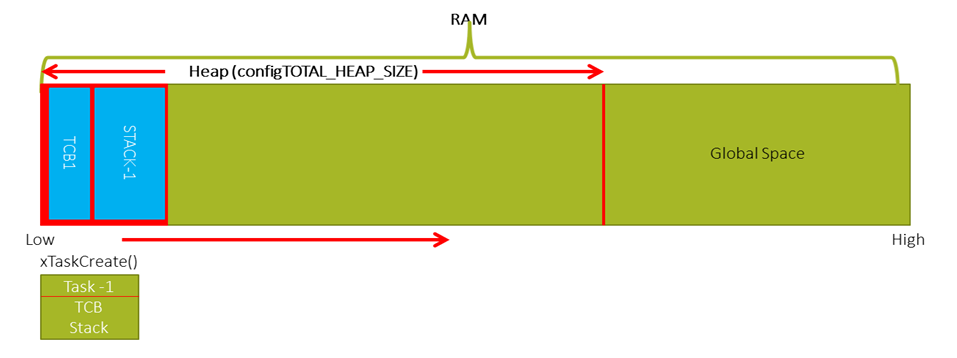 RAM
Heap (configTOTAL_HEAP_SIZE)
TCB1
STACK-1
Global Space
Low
High
xTaskCreate()
Task -1
TCB
Stack